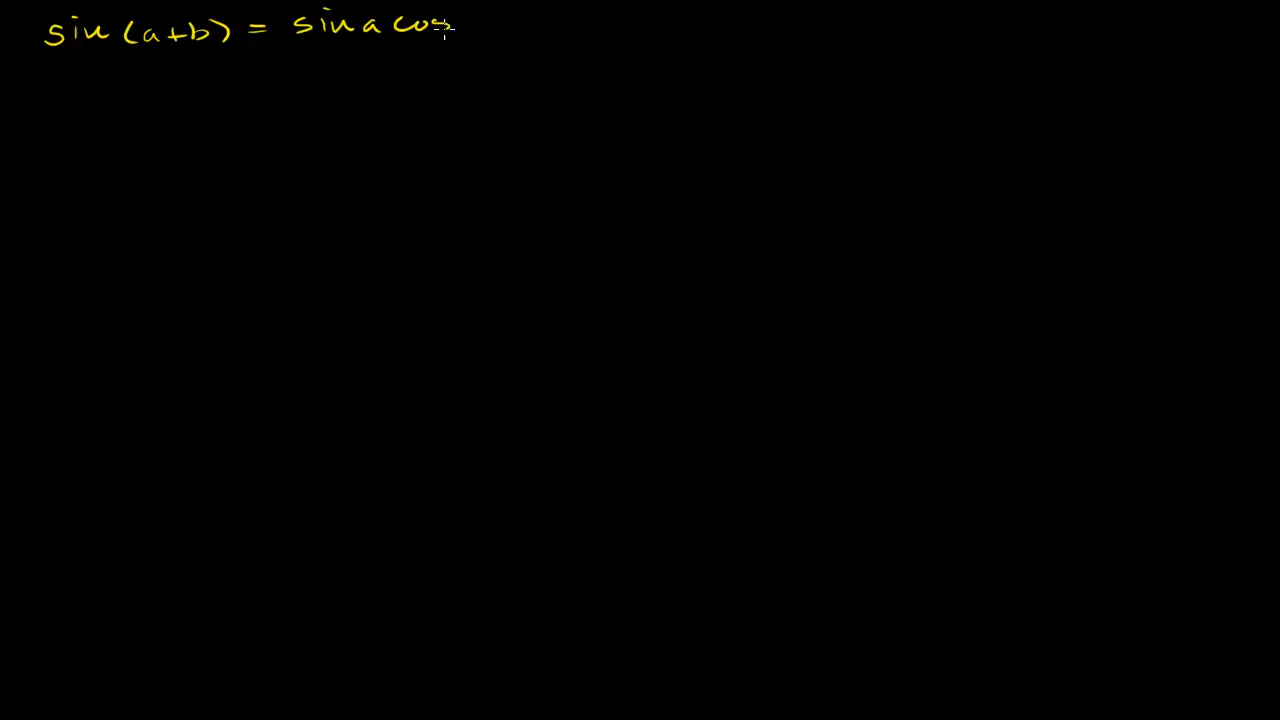 sin (a+b) = sin a cos